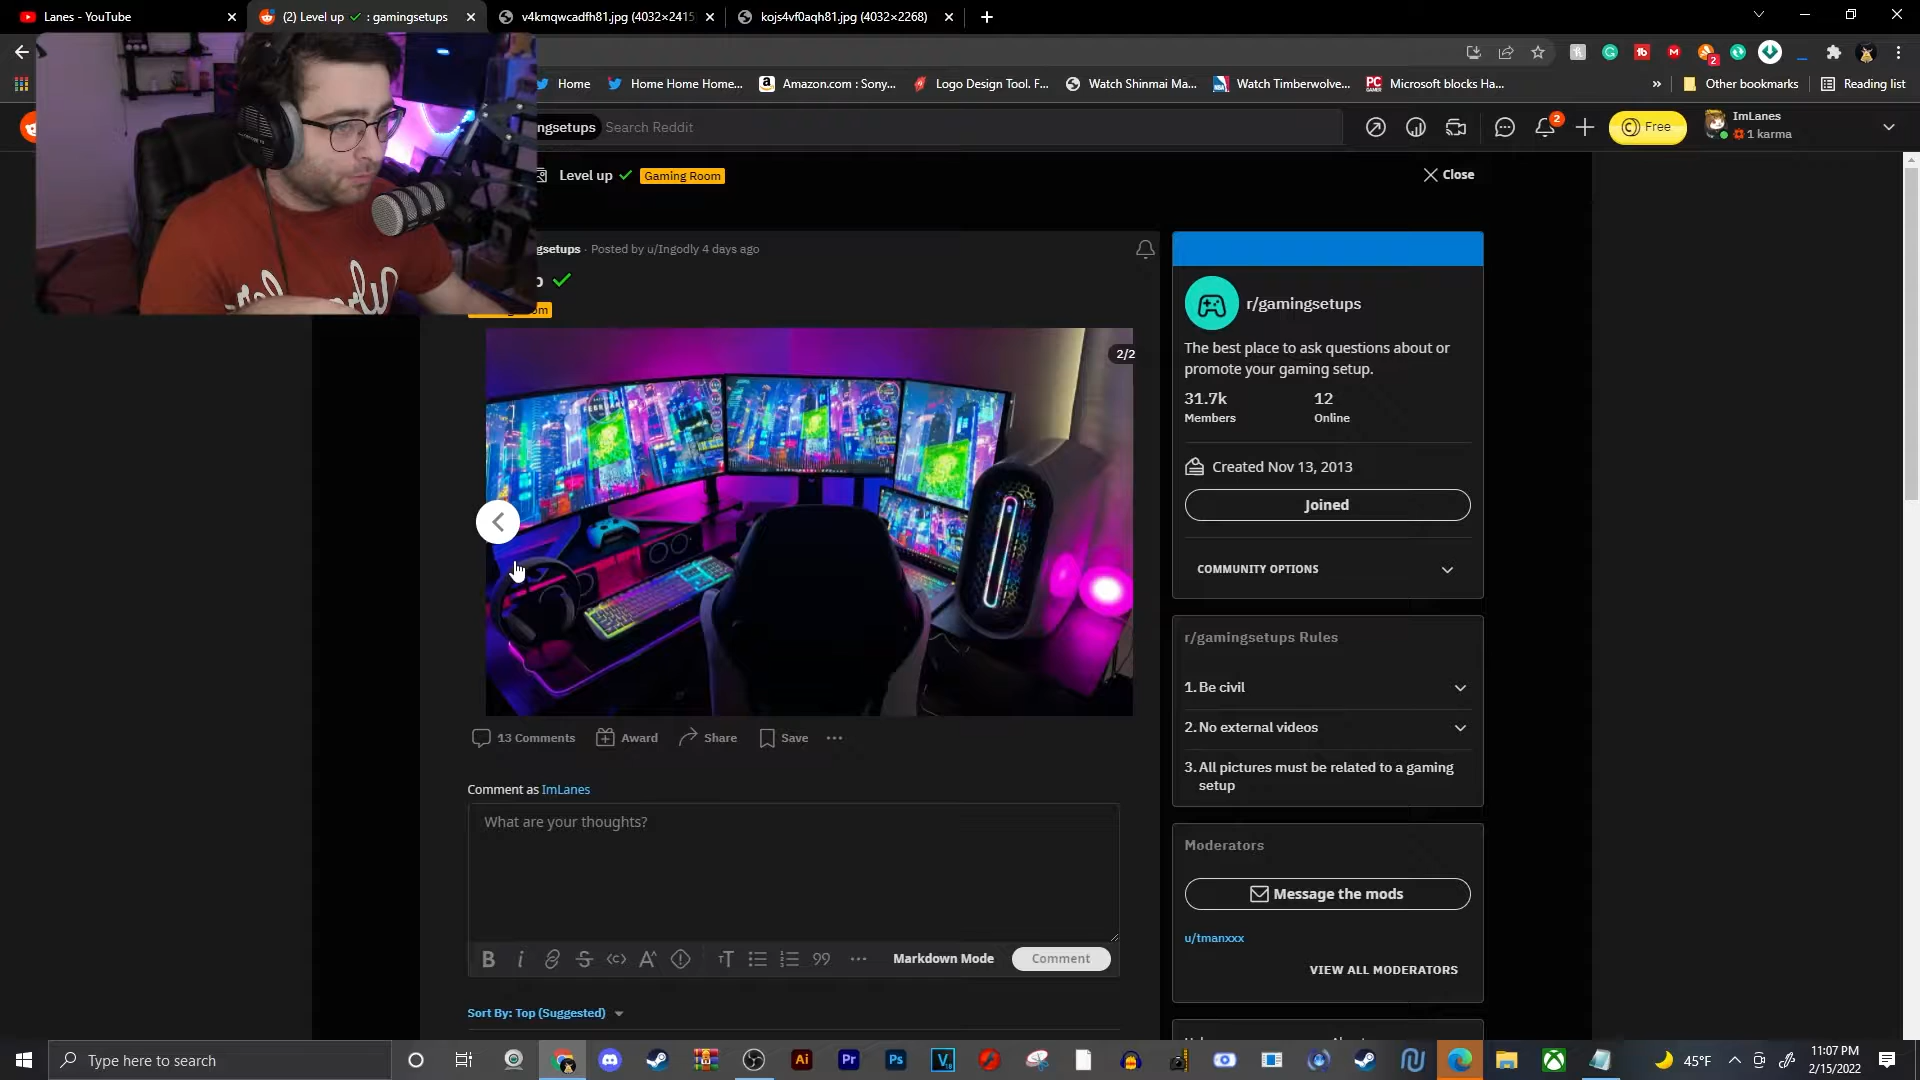 Lanes - YouTube
(2) Level up ✓ : gamingsetups
v4kmqwcadfh81.jpg (4032×2415)
kojs4vf0aqh81.jpg (4032×2268)
Home
Home Home Home...
Amazon.com : Sony...
Logo Design Tool. F...
Watch Shinmai Ma...
Watch Timberwolve...
Microsoft blocks Ha...
Other bookmarks
Reading list
ngsetups
Search Reddit
2
Free
ImLanes
1 karma
Level up
Gaming Room
Close
gsetups · Posted by u/Ingodly 4 days ago
2/2
13 Comments
Award
Share
Save
Comment as ImLanes
What are your thoughts?
Markdown Mode
Comment
Sort By: Top (Suggested)
r/gamingsetups
The best place to ask questions about or
promote your gaming setup.
31.7k
12
Members
Online
Created Nov 13, 2013
Joined
COMMUNITY OPTIONS
r/gamingsetups Rules
1. Be civil
2. No external videos
3. All pictures must be related to a gaming
setup
Moderators
Message the mods
u/tmanxxx
VIEW ALL MODERATORS
Type here to search
45°F
11:07 PM
2/15/2022